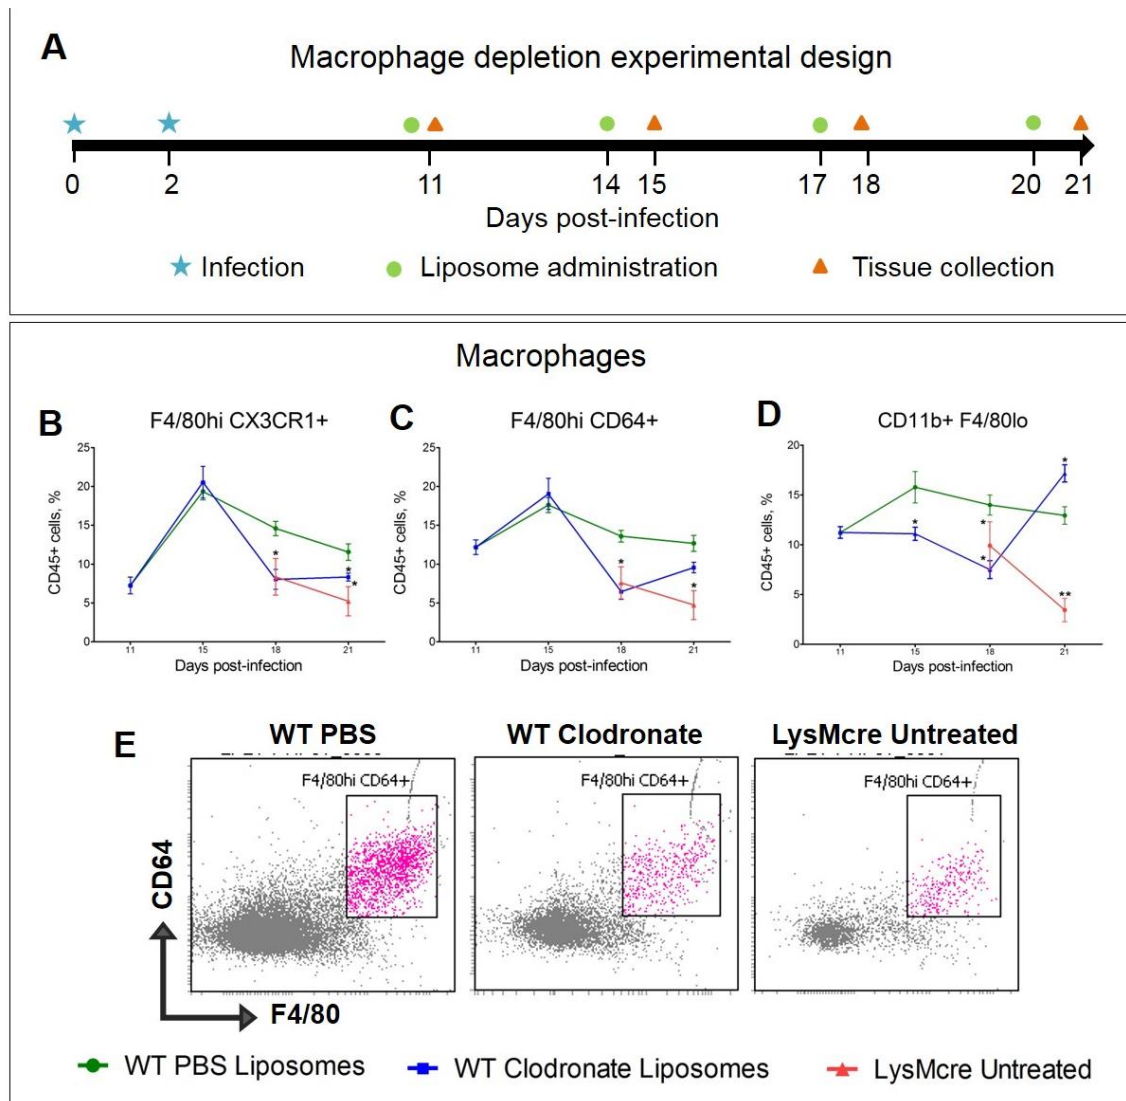 A
Macrophage depletion experimental design
0 2 11 14 15 17 18 20 21
Days post-infection
Infection Liposome administration Tissue collection
Macrophages
B F4/80hi CX3CR1+
CD45+ cells, %
25
20
15
10
5
0
11 15 18 21
* * *
Days post-infection
C F4/80hi CD64+
CD45+ cells, %
25
20
15
10
5
0
11 15 18 21
* *
Days post-infection
D CD11b+ F4/80lo
CD45+ cells, %
20
15
10
5
0
11 15 18 21
* * * * **
Days post-infection
E WT PBS WT Clodronate LysMcre Untreated
F4/80hi CD64+ F4/80hi CD64+ F4/80hi CD64+
CD64
F4/80
WT PBS Liposomes WT Clodronate Liposomes LysMcre Untreated